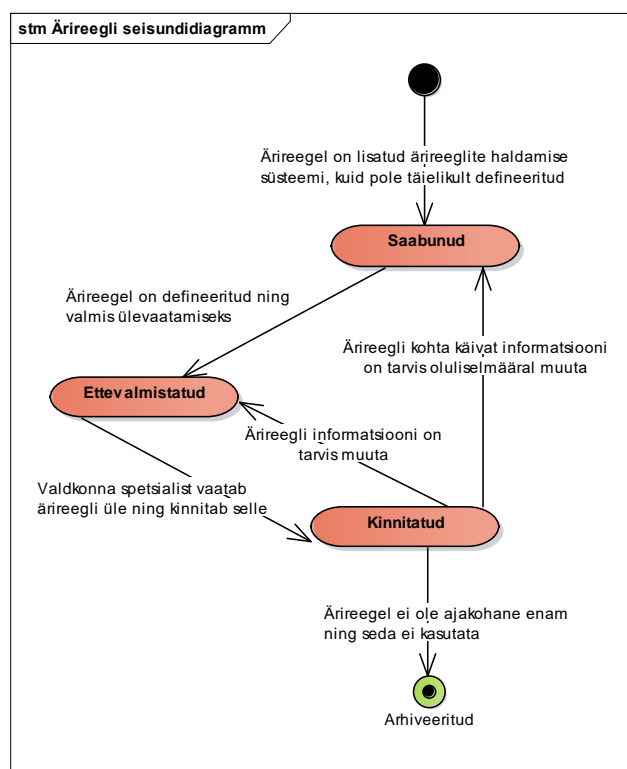 stm Ärireegli seisundidiagramm
Ärireegel on lisatud ärireeglite haldamise
süsteemi, kuid pole täielikult defineeritud
Saabunud
Ärireegel on defineeritud ning
valmis ülevaatamiseks
Ärireegli kohta käivat informatsiooni
on tarvis oluliselmääral muuta
Ettevalmistatud
Ärireegli informatsiooni on
tarvis muuta
Valdkonna spetsialist vaatab
ärireegli üle ning kinnitab selle
Kinnitatud
Ärireegel ei ole ajakohane enam
ning seda ei kasutata
Arhiveeritud